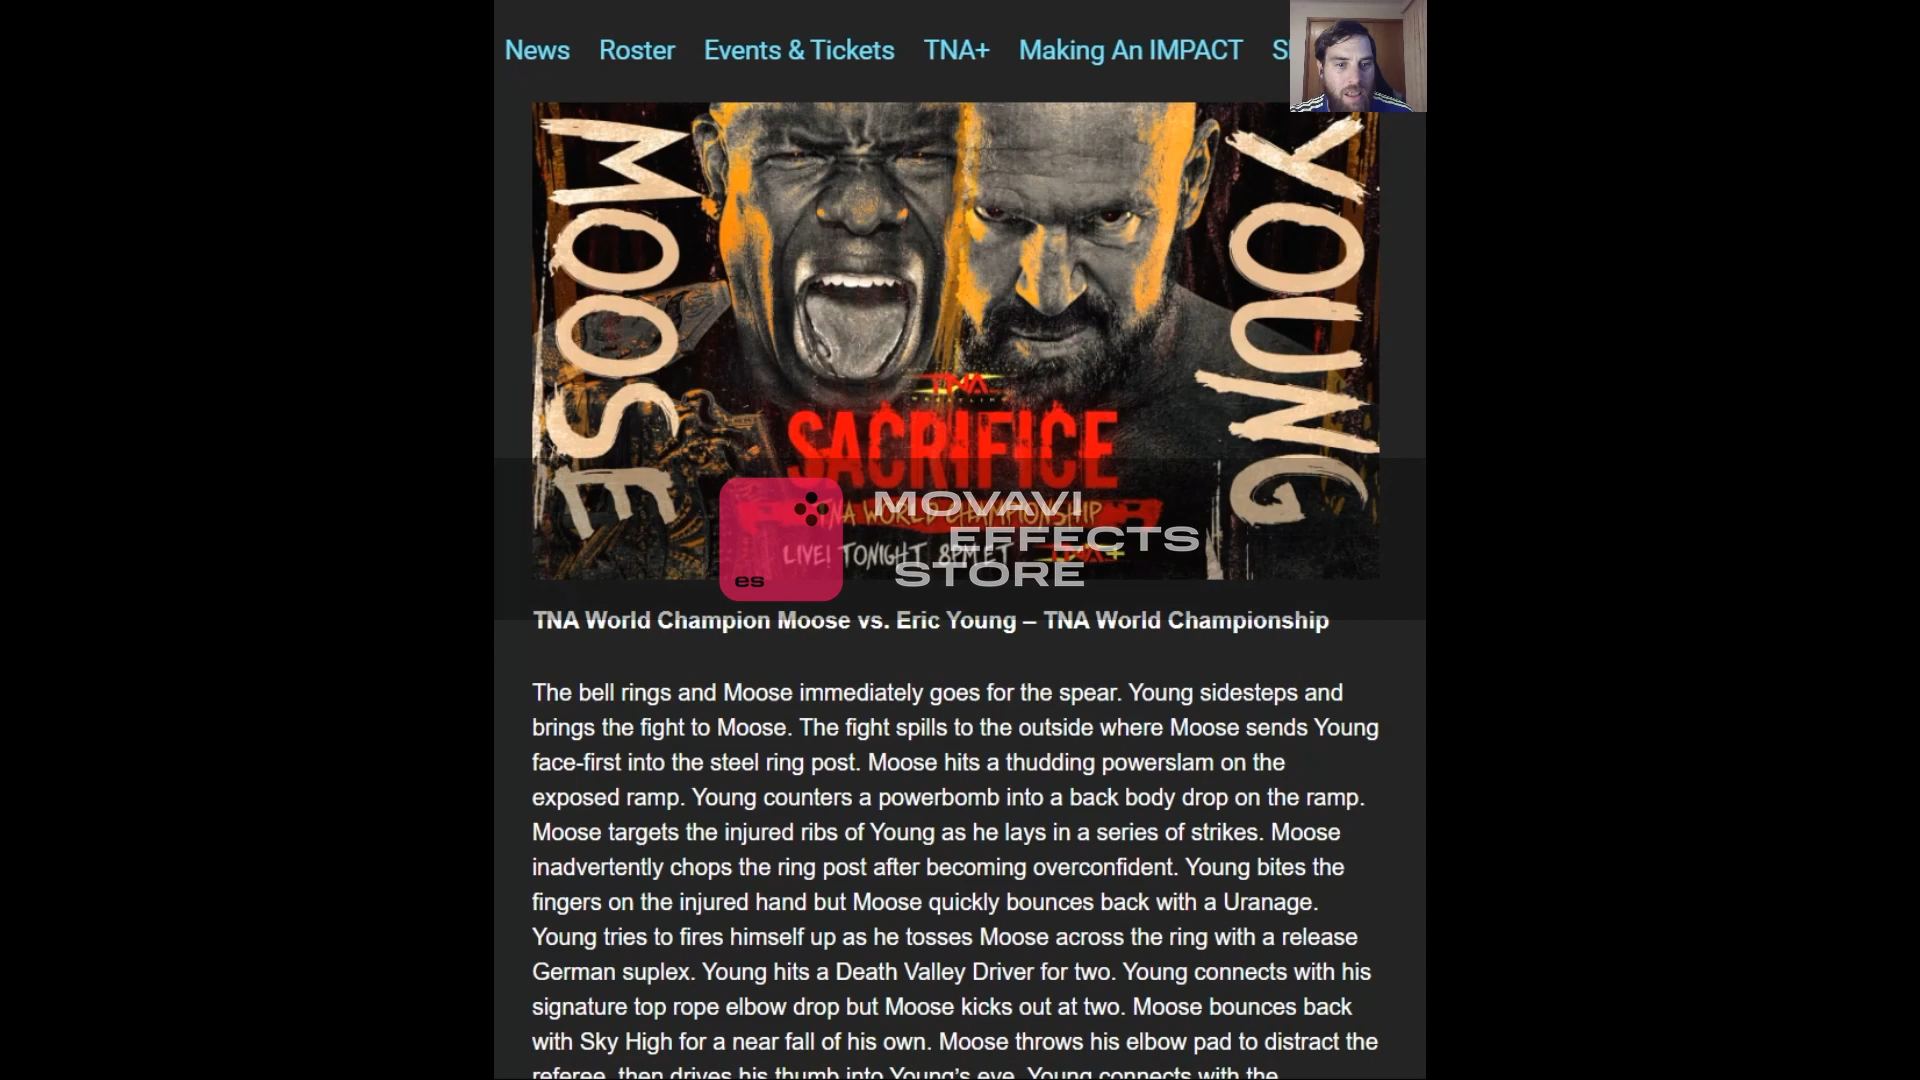 News Roster Events & Tickets TNA+ Making An IMPACT
MOOSE
YOUNG
TNA
SACRIFICE
TNA WORLD CHAMPIONSHIP
LIVE! TONIGHT 8PM ET TNA+
es
MOVAVI
EFFECTS
STORE
TNA World Champion Moose vs. Eric Young – TNA World Championship
The bell rings and Moose immediately goes for the spear. Young sidesteps and
brings the fight to Moose. The fight spills to the outside where Moose sends Young
face-first into the steel ring post. Moose hits a thudding powerslam on the
exposed ramp. Young counters a powerbomb into a back body drop on the ramp.
Moose targets the injured ribs of Young as he lays in a series of strikes. Moose
inadvertently chops the ring post after becoming overconfident. Young bites the
fingers on the injured hand but Moose quickly bounces back with a Uranage.
Young tries to fires himself up as he tosses Moose across the ring with a release
German suplex. Young hits a Death Valley Driver for two. Young connects with his
signature top rope elbow drop but Moose kicks out at two. Moose bounces back
with Sky High for a near fall of his own. Moose throws his elbow pad to distract the
referee, then drives his thumb into Young's eye. Young connects with the